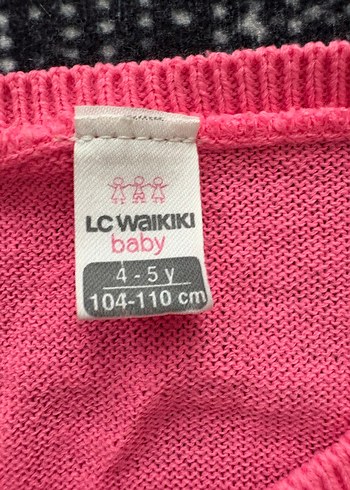 LC WAIKIKI
baby
4 - 5 y
104-110 cm